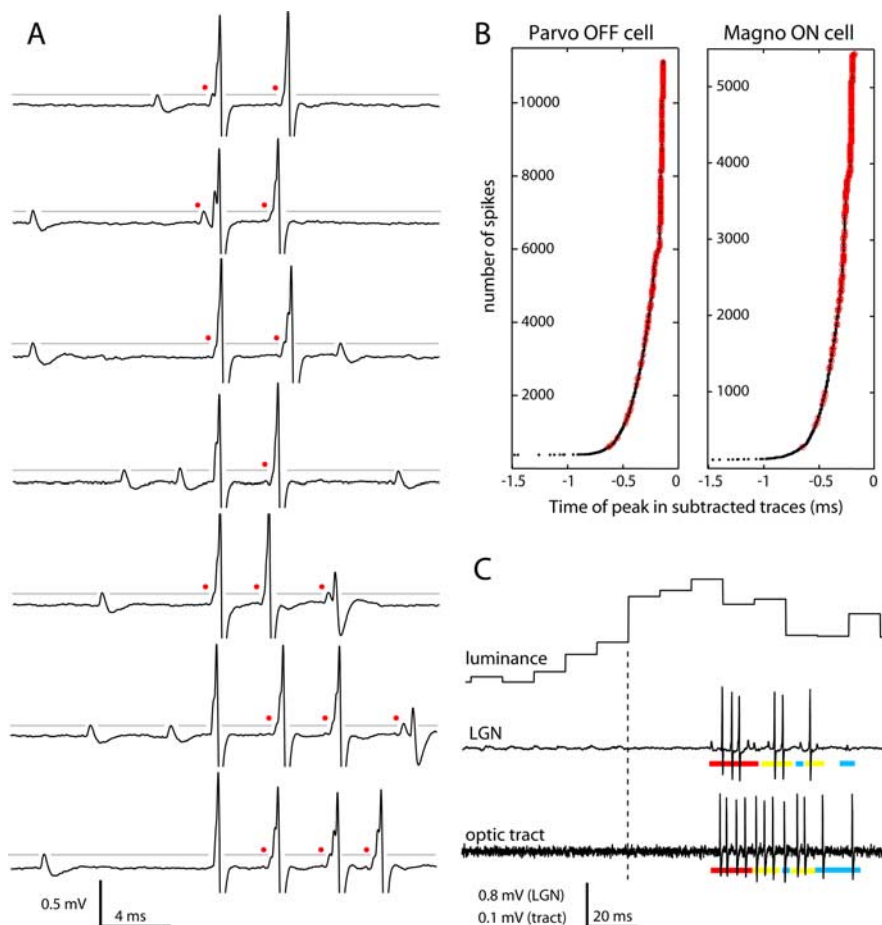 A
0.5 mV
4 ms
B
Parvo OFF cell
Magno ON cell
number of spikes
10000
8000
6000
4000
2000
5000
4000
3000
2000
1000
-1.5
-1
-0.5
0
-1.5
-1
-0.5
0
Time of peak in subtracted traces (ms)
C
luminance
LGN
optic tract
0.8 mV (LGN)
0.1 mV (tract)
20 ms